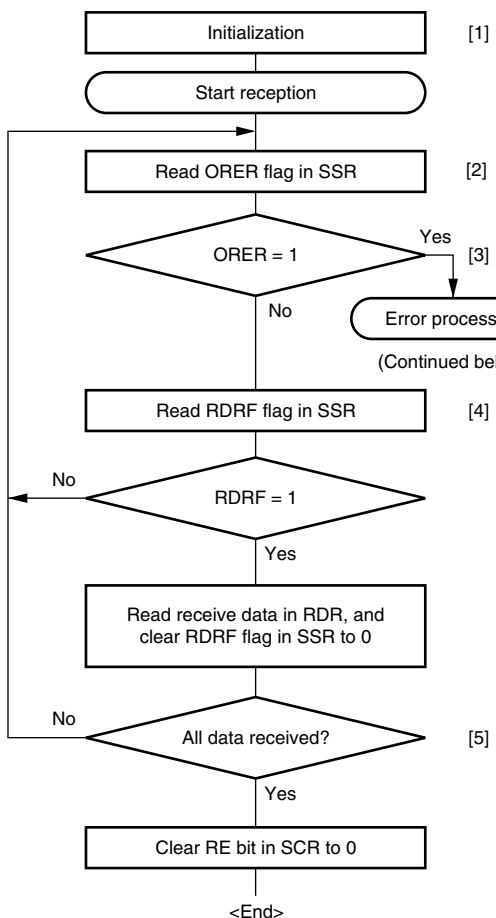 Initialization [1]
Start reception
Read ORER flag in SSR [2]
Yes
ORER = 1 [3]
No
Error process
(Continued bel
Read RDRF flag in SSR [4]
No
RDRF = 1
Yes
Read receive data in RDR, and
clear RDRF flag in SSR to 0
No
All data received? [5]
Yes
Clear RE bit in SCR to 0
<End>